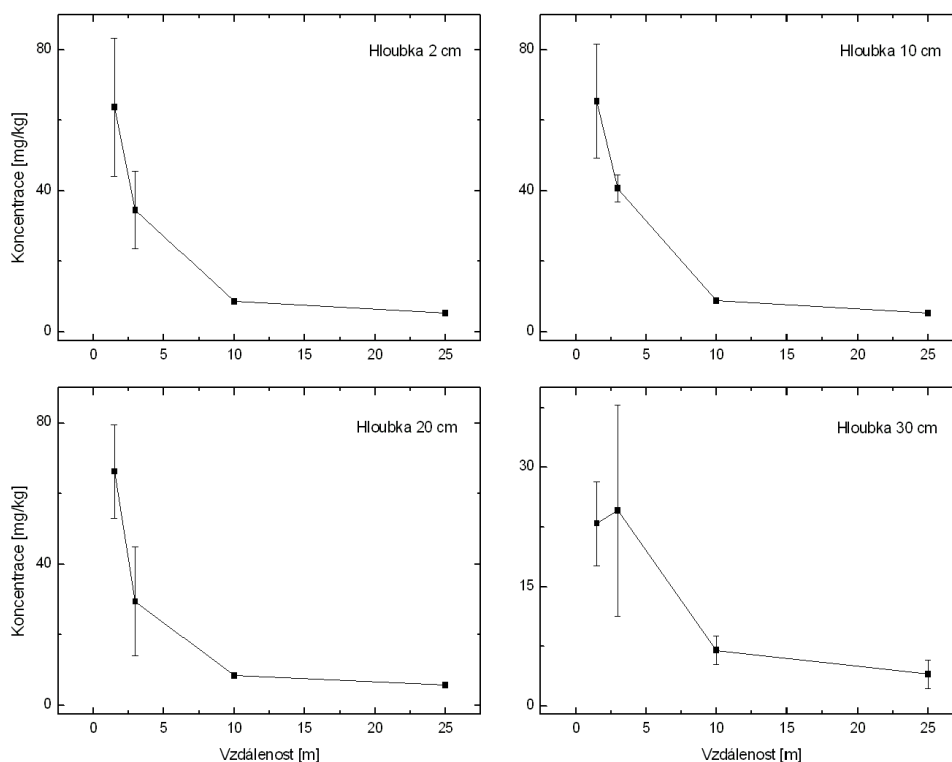 Hloubka 2 cm
Koncentrace [mg/kg]
80
40
0
0 5 10 15 20 25
Hloubka 10 cm
80
40
0
0 5 10 15 20 25
Hloubka 20 cm
Koncentrace [mg/kg]
80
40
0
0 5 10 15 20 25
Vzdálenost [m]
Hloubka 30 cm
30
15
0
0 5 10 15 20 25
Vzdálenost [m]